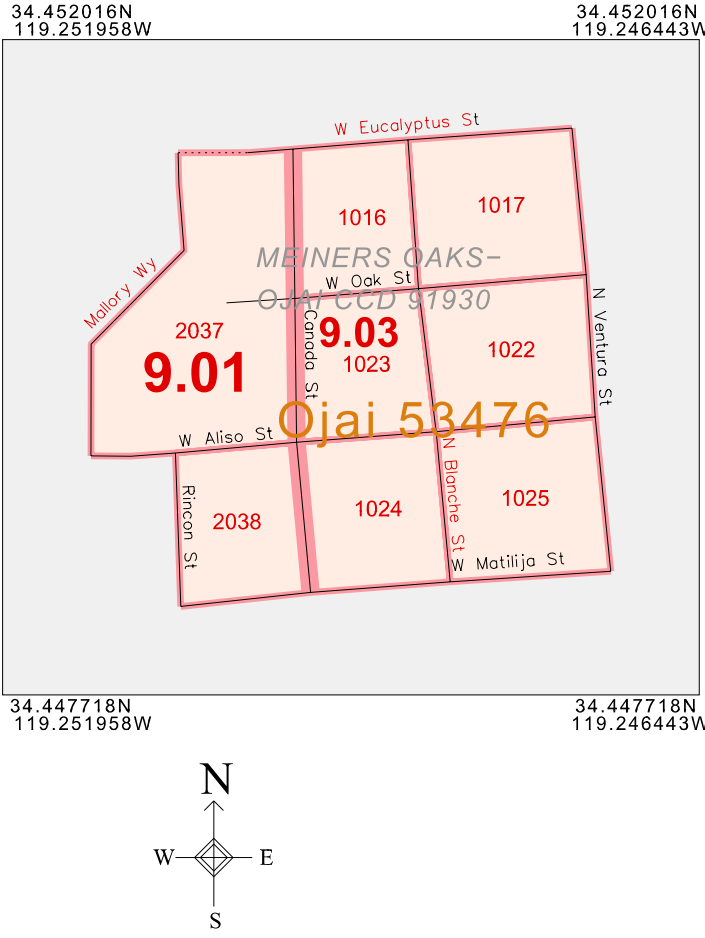 34.452016N
119.251958W
34.452016N
119.246443W
W Eucalyptus St
1016
1017
MEINERS OAKS-
OJAI CCD 91930
Mallory Wy
W Oak St
N Ventura St
Canada St
2037
9.01
9.03
1023
1022
Ojai 53476
W Aliso St
Rincon St
N Blanche St
2038
1024
1025
W Matilija St
34.447718N
119.251958W
34.447718N
119.246443W
N
W
E
S